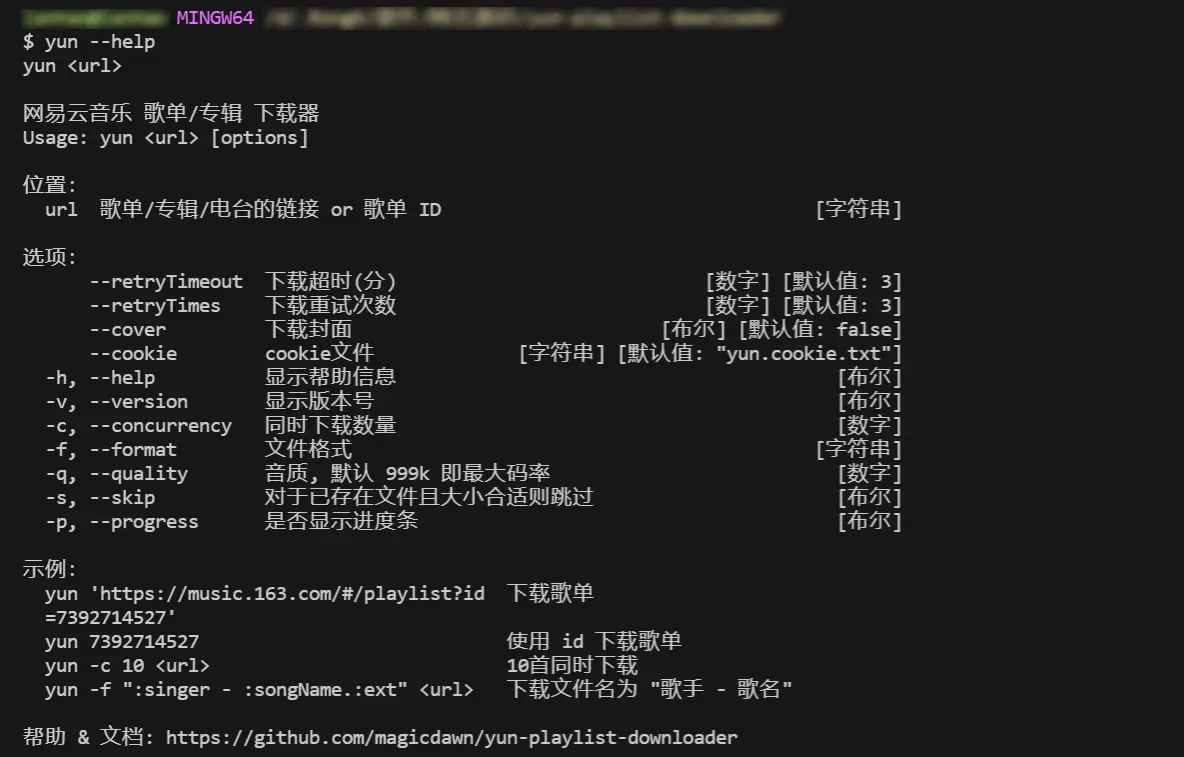 MINGW64
$ yun --help
yun <url>
网易云音乐 歌单/专辑 下载器
Usage: yun <url> [options]
位置:
url 歌单/专辑/电台的链接 or 歌单 ID [字符串]
选项:
--retryTimeout 下载超时(分) [数字] [默认值: 3]
--retryTimes 下载重试次数 [数字] [默认值: 3]
--cover 下载封面 [布尔] [默认值: false]
--cookie cookie文件 [字符串] [默认值: "yun.cookie.txt"]
-h, --help 显示帮助信息 [布尔]
-v, --version 显示版本号 [布尔]
-c, --concurrency 同时下载数量 [数字]
-f, --format 文件格式 [字符串]
-q, --quality 音质, 默认 999k 即最大码率 [数字]
-s, --skip 对于已存在文件且大小合适则跳过 [布尔]
-p, --progress 是否显示进度条 [布尔]
示例:
yun 'https://music.163.com/#/playlist?id 下载歌单
=7392714527'
yun 7392714527 使用 id 下载歌单
yun -c 10 <url> 10首同时下载
yun -f ":singer - :songName.:ext" <url> 下载文件名为 "歌手 - 歌名"
帮助 & 文档: https://github.com/magicdawn/yun-playlist-downloader